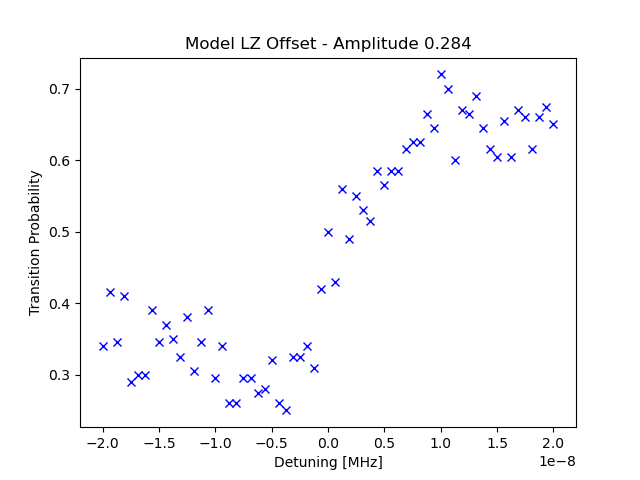 Model LZ Offset - Amplitude 0.284
Transition Probability
0.7
0.6
0.5
0.4
0.3
−2.0 −1.5 −1.0 −0.5 0.0 0.5 1.0 1.5 2.0
1e−8
Detuning [MHz]